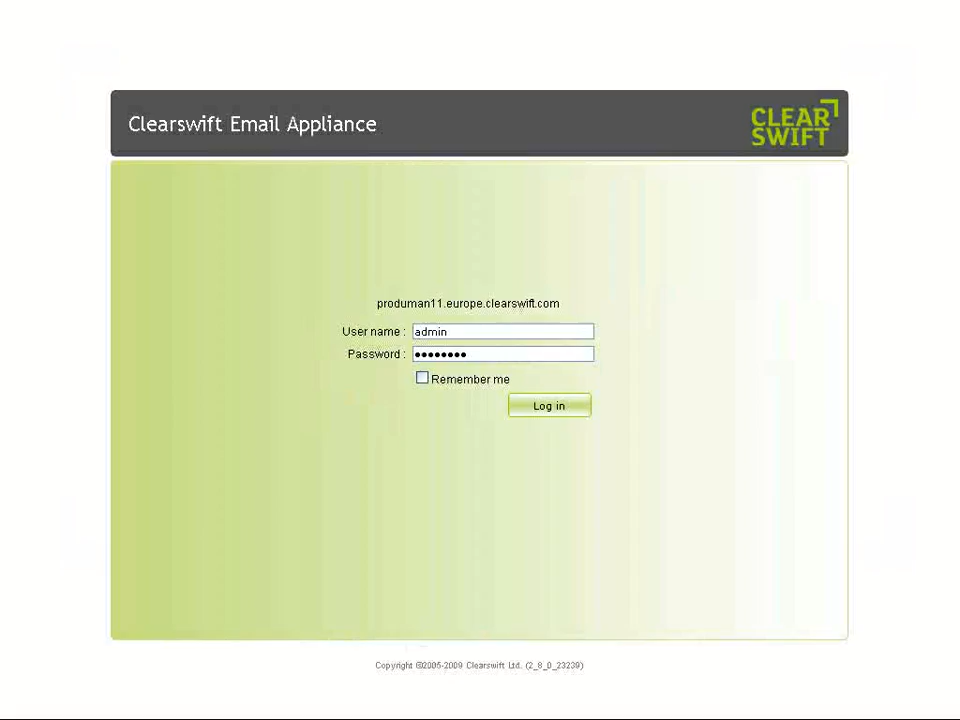 Clearswift Email Appliance
CLEAR
SWIFT
produman11.europe.clearswift.com
User name : admin
Password : ••••••••
Remember me
Log in
Copyright ©2005-2009 Clearswift Ltd. (2_8_0_23239)